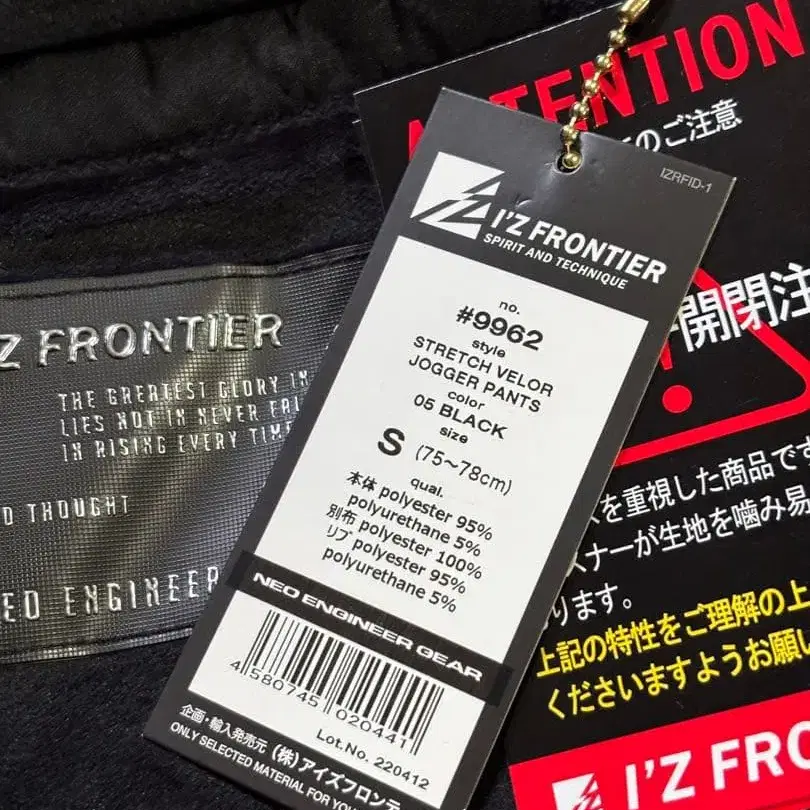 I'Z FRONTIER
SPIRIT AND TECHNIQUE
IZRFID-1
no.
#9962
style
STRETCH VELOR
JOGGER PANTS
color
05 BLACK
size
S (75~78cm)
qual.
本体 polyester 95%
polyurethane 5%
別布 polyester 100%
リブ polyester 95%
polyurethane 5%
NEO ENGINEER GEAR
4 580745 020441
Lot.No. 220412
企画・輸入発売元 (株)アイズフロンテ
ONLY SELECTED MATERIAL FOR YOU
Z FRONTIER
THE GREATEST GLORY IN
LIES NOT IN NEVER FAL
IN RISING EVERY TIME
D THOUGHT
ED ENGINEER
ATTENTION
のご注意
開閉注
を重視した商品です
スナーが生地を噛み易
ります。
上記の特性をご理解の上
くださいますようお願い
I'Z FRO